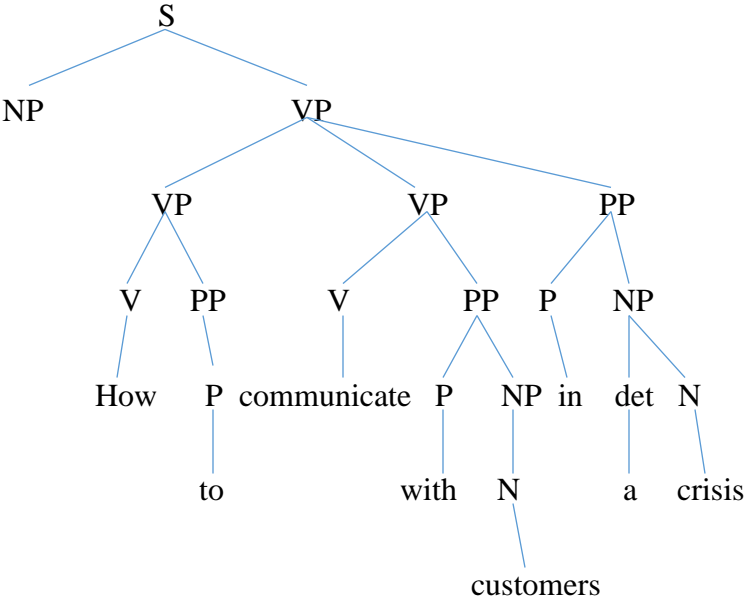 S
NP VP
VP VP PP
V PP V PP P NP
How P communicate P NP in det N
to with N a crisis
customers